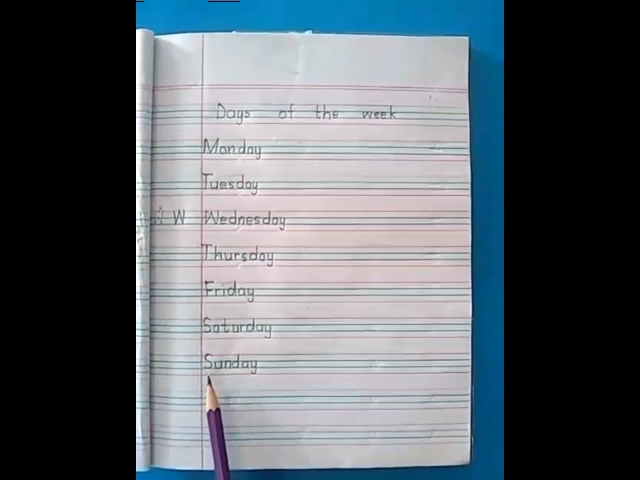 Days of the week
Monday
Tuesday
W W Wednesday
Thursday
Friday
Saturday
Sunday